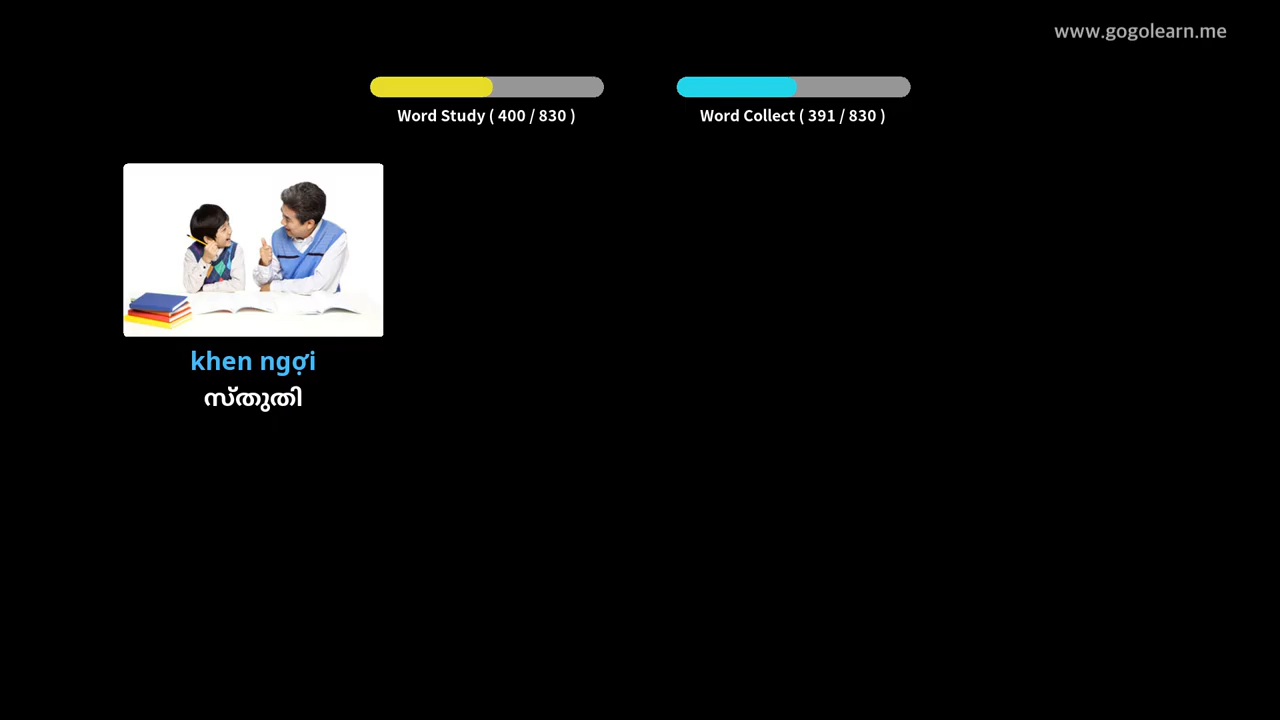 www.gogolearn.me
Word Study ( 400 / 830 )
Word Collect ( 391 / 830 )
khen ngợi
സ്തുതി